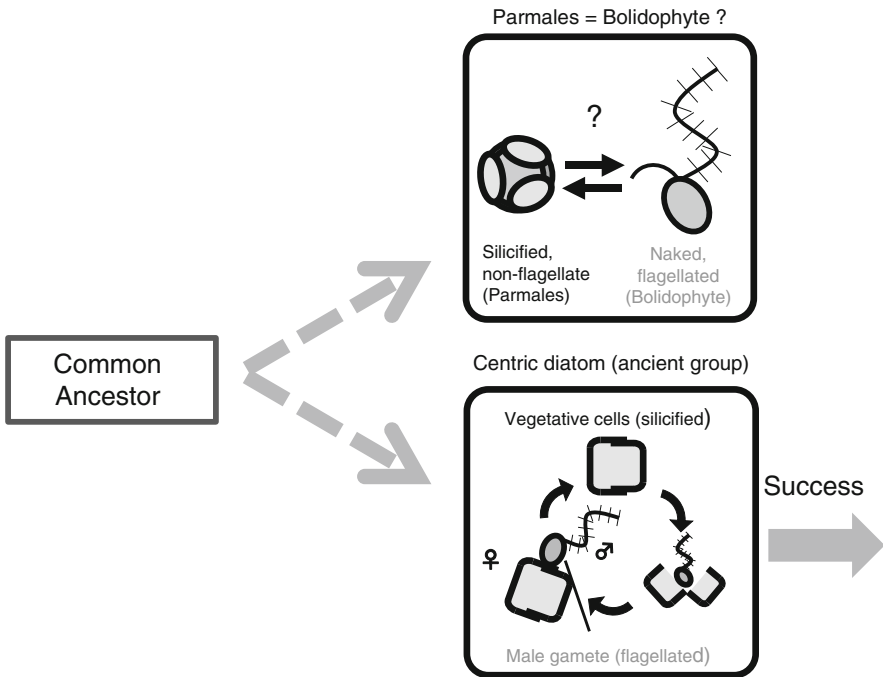 Parmales = Bolidophyte ?
?
Silicified,
non-flagellate
(Parmales)
Naked,
flagellated
(Bolidophyte)
Common
Ancestor
Centric diatom (ancient group)
Vegetative cells (silicified)
Success
♀
♂
Male gamete (flagellated)